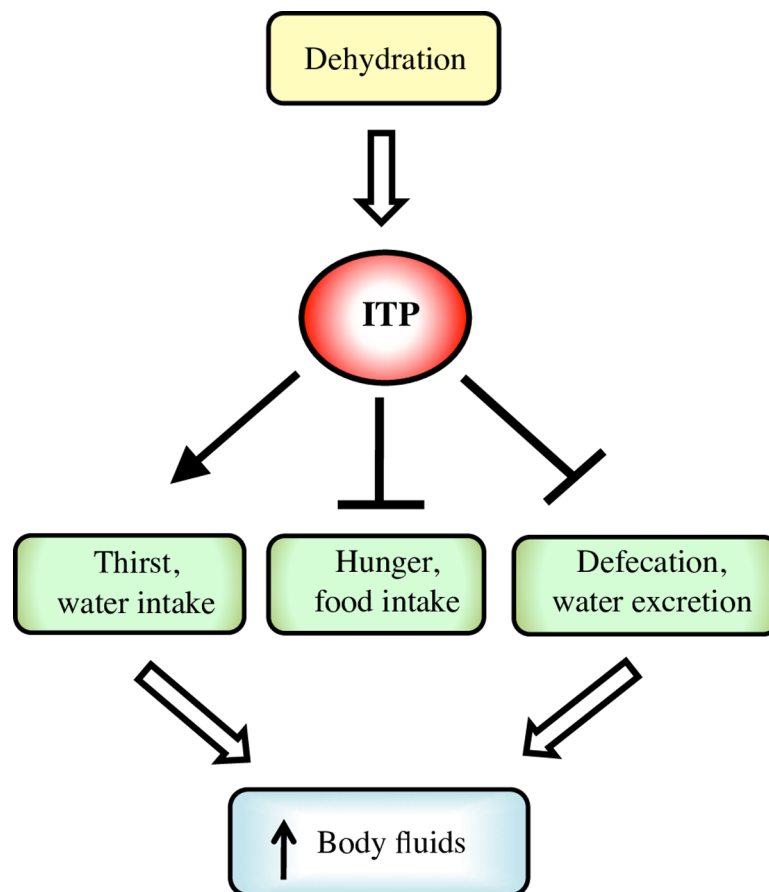 Dehydration
ITP
Thirst,
water intake
Hunger,
food intake
Defecation,
water excretion
Body fluids